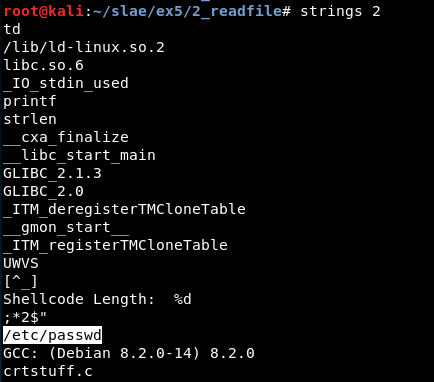 root@kali:~/slae/ex5/2_readfile# strings 2
td
/lib/ld-linux.so.2
libc.so.6
_IO_stdin_used
printf
strlen
__cxa_finalize
__libc_start_main
GLIBC_2.1.3
GLIBC_2.0
_ITM_deregisterTMCloneTable
__gmon_start__
_ITM_registerTMCloneTable
UWVS
[^_]
Shellcode Length:  %d
;*2$"
/etc/passwd
GCC: (Debian 8.2.0-14) 8.2.0
crtstuff.c